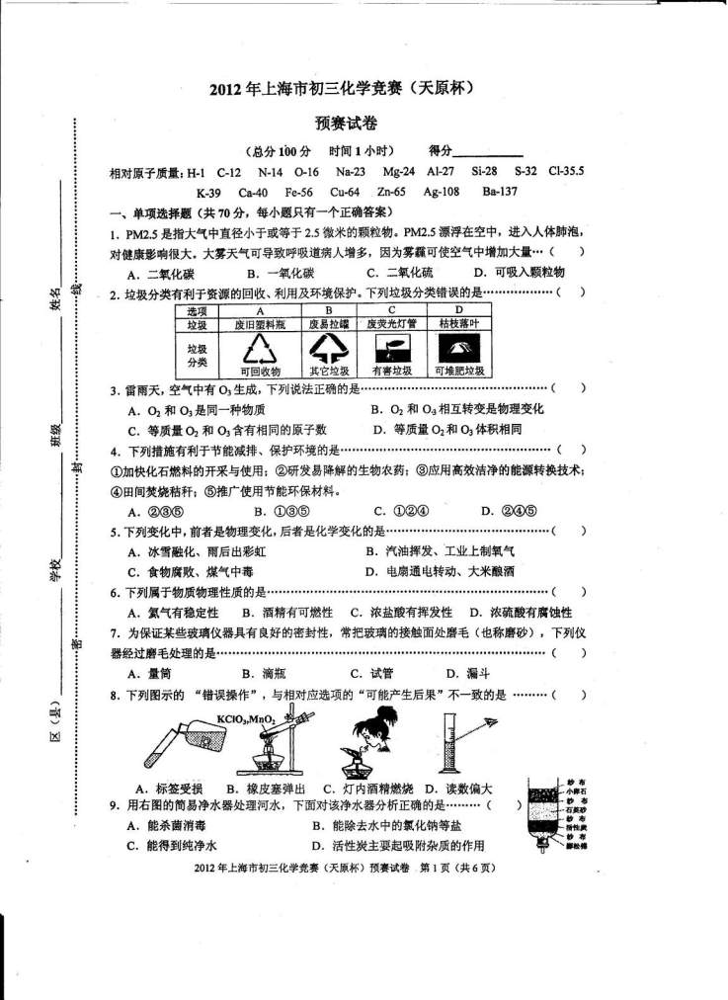 2012 年上海市初三化学竞赛（天原杯）
预赛试卷
（总分 100 分 时间 1 小时） 得分
相对原子质量：H-1 C-12 N-14 O-16 Na-23 Mg-24 Al-27 Si-28 S-32 Cl-35.5
K-39 Ca-40 Fe-56 Cu-64 Zn-65 Ag-108 Ba-137
一、单项选择题（共 70 分，每小题只有一个正确答案）
1．PM2.5 是指大气中直径小于或等于 2.5 微米的颗粒物。PM2.5 漂浮在空中，进入人体肺泡，
对健康影响很大。大雾天气可导致呼吸道病人增多，因为雾霾可使空气中增加大量…（ ）
A．二氧化碳 B．一氧化碳 C．二氧化硫 D．可吸入颗粒物
2．垃圾分类有利于资源的回收、利用及环境保护。下列垃圾分类错误的是………………（ ）
选项 A B C D
垃圾 废旧塑料瓶 废易拉罐 废荧光灯管 枯枝落叶
垃圾
分类
可回收物 其它垃圾 有害垃圾 可堆肥垃圾
3．雷雨天，空气中有 O₃ 生成，下列说法正确的是………………………………………（ ）
A．O₂ 和 O₃ 是同一种物质 B．O₂ 和 O₃ 相互转变是物理变化
C．等质量 O₂ 和 O₃ 含有相同的原子数 D．等质量 O₂ 和 O₃ 体积相同
4．下列措施有利于节能减排、保护环境的是………………………………………………（ ）
①加快化石燃料的开采与使用；②研发易降解的生物农药；③应用高效洁净的能源转换技术；
④田间焚烧秸秆；⑤推广使用节能环保材料。
A．②③⑤ B．①③⑤ C．①②④ D．②④⑤
5．下列变化中，前者是物理变化，后者是化学变化的是…………………………………（ ）
A．冰雪融化、雨后出彩虹 B．汽油挥发、工业上制氧气
C．食物腐败、煤气中毒 D．电扇通电转动、大米酿酒
6．下列属于物质物理性质的是……………………………………………………………（ ）
A．氦气有稳定性 B．酒精有可燃性 C．浓盐酸有挥发性 D．浓硫酸有腐蚀性
7．为保证某些玻璃仪器具有良好的密封性，常把玻璃的接触面处磨毛（也称磨砂），下列仪
器经过磨毛处理的是………………………………………………………………………（ ）
A．量筒 B．滴瓶 C．试管 D．漏斗
8．下列图示的 “错误操作”，与相对应选项的“可能产生后果”不一致的是 ………（ ）
KClO₃,MnO₂
A．标签受损 B．橡皮塞弹出 C．灯内酒精燃烧 D．读数偏大
9．用右图的简易净水器处理河水，下面对该净水器分析正确的是………（ ）
A．能杀菌消毒 B．能除去水中的氯化钠等盐
C．能得到纯净水 D．活性炭主要起吸附杂质的作用
纱布
小卵石
纱布
石英砂
纱布
活性炭
纱布
膨松棉
2012 年上海市初三化学竞赛（天原杯）预赛试卷 第 1 页（共 6 页）
姓名
班级
学校
区（县）
线
封
密